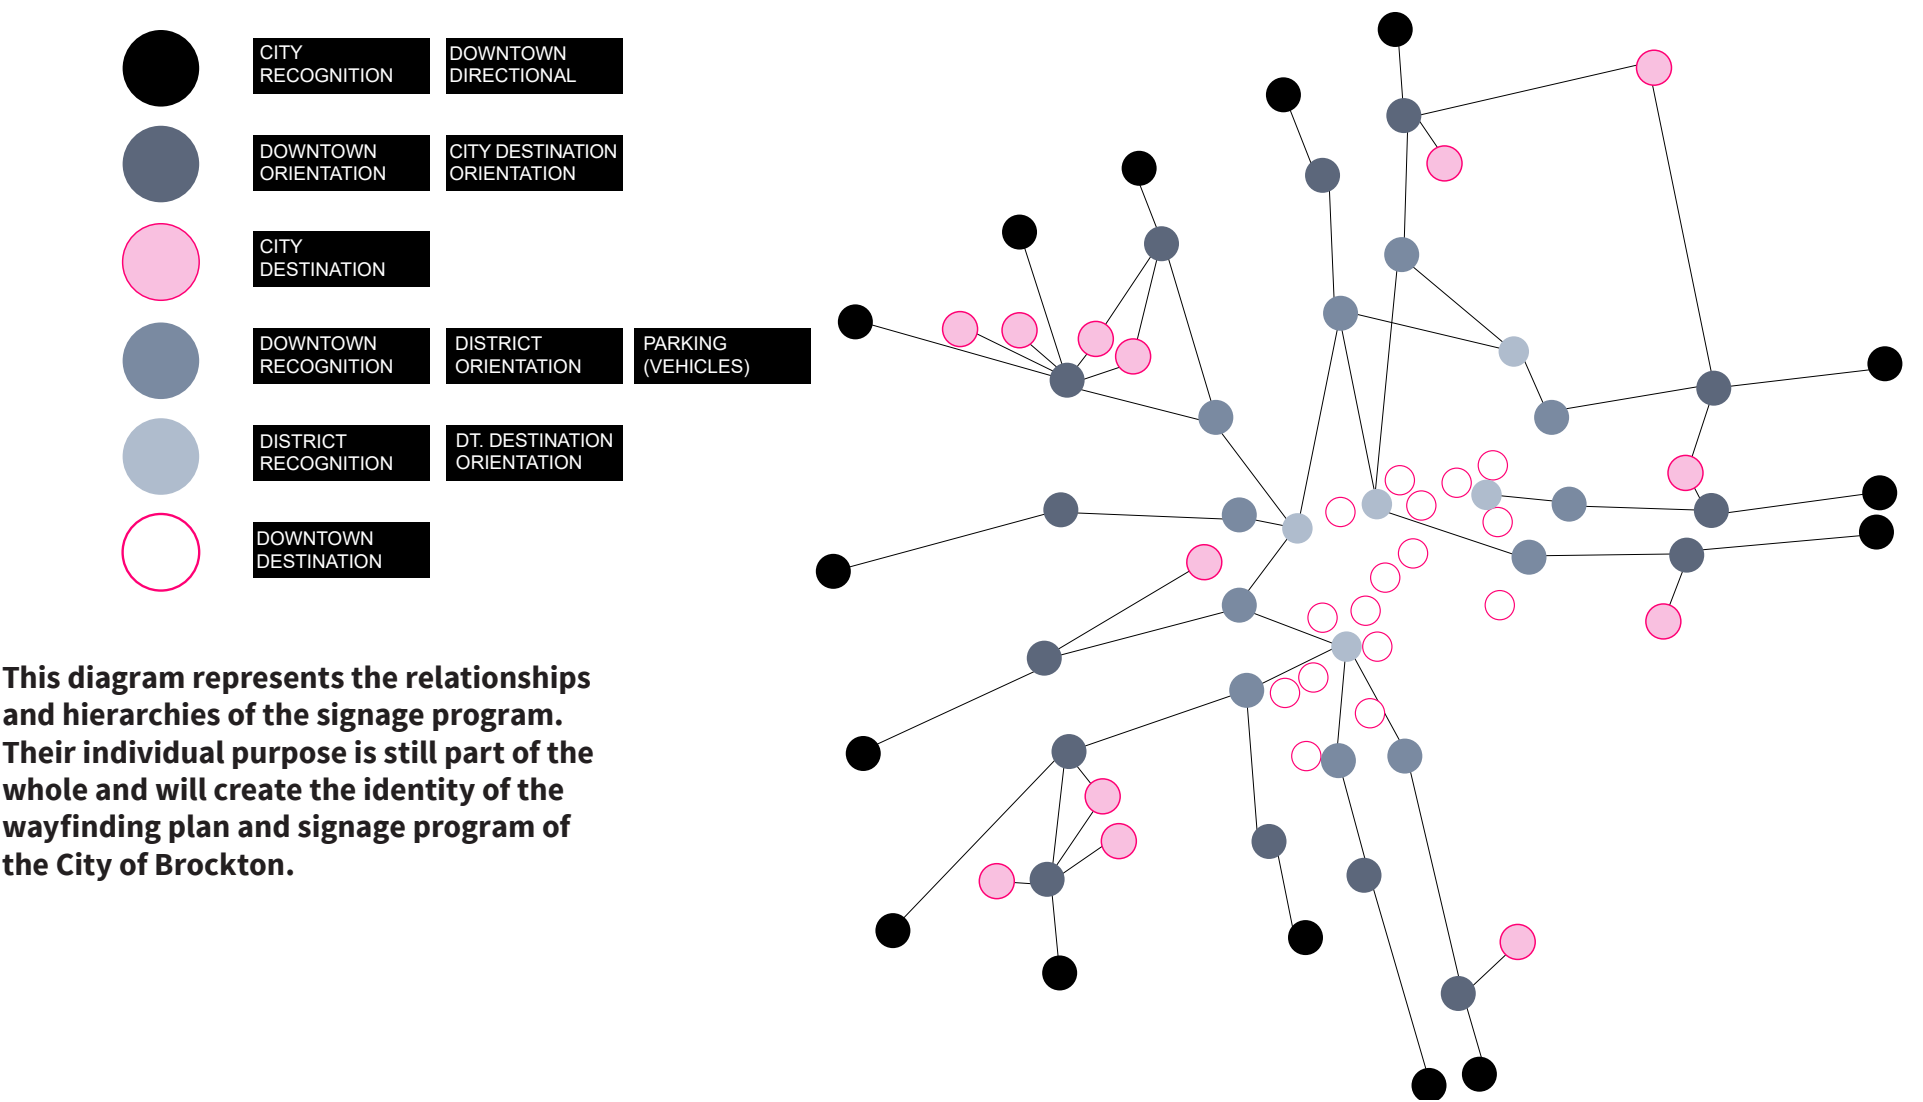 CITY
RECOGNITION
DOWNTOWN
DIRECTIONAL
DOWNTOWN
ORIENTATION
CITY DESTINATION
ORIENTATION
CITY
DESTINATION
DOWNTOWN
RECOGNITION
DISTRICT
ORIENTATION
PARKING
(VEHICLES)
DISTRICT
RECOGNITION
DT. DESTINATION
ORIENTATION
DOWNTOWN
DESTINATION
This diagram represents the relationships
and hierarchies of the signage program.
Their individual purpose is still part of the
whole and will create the identity of the
wayfinding plan and signage program of
the City of Brockton.